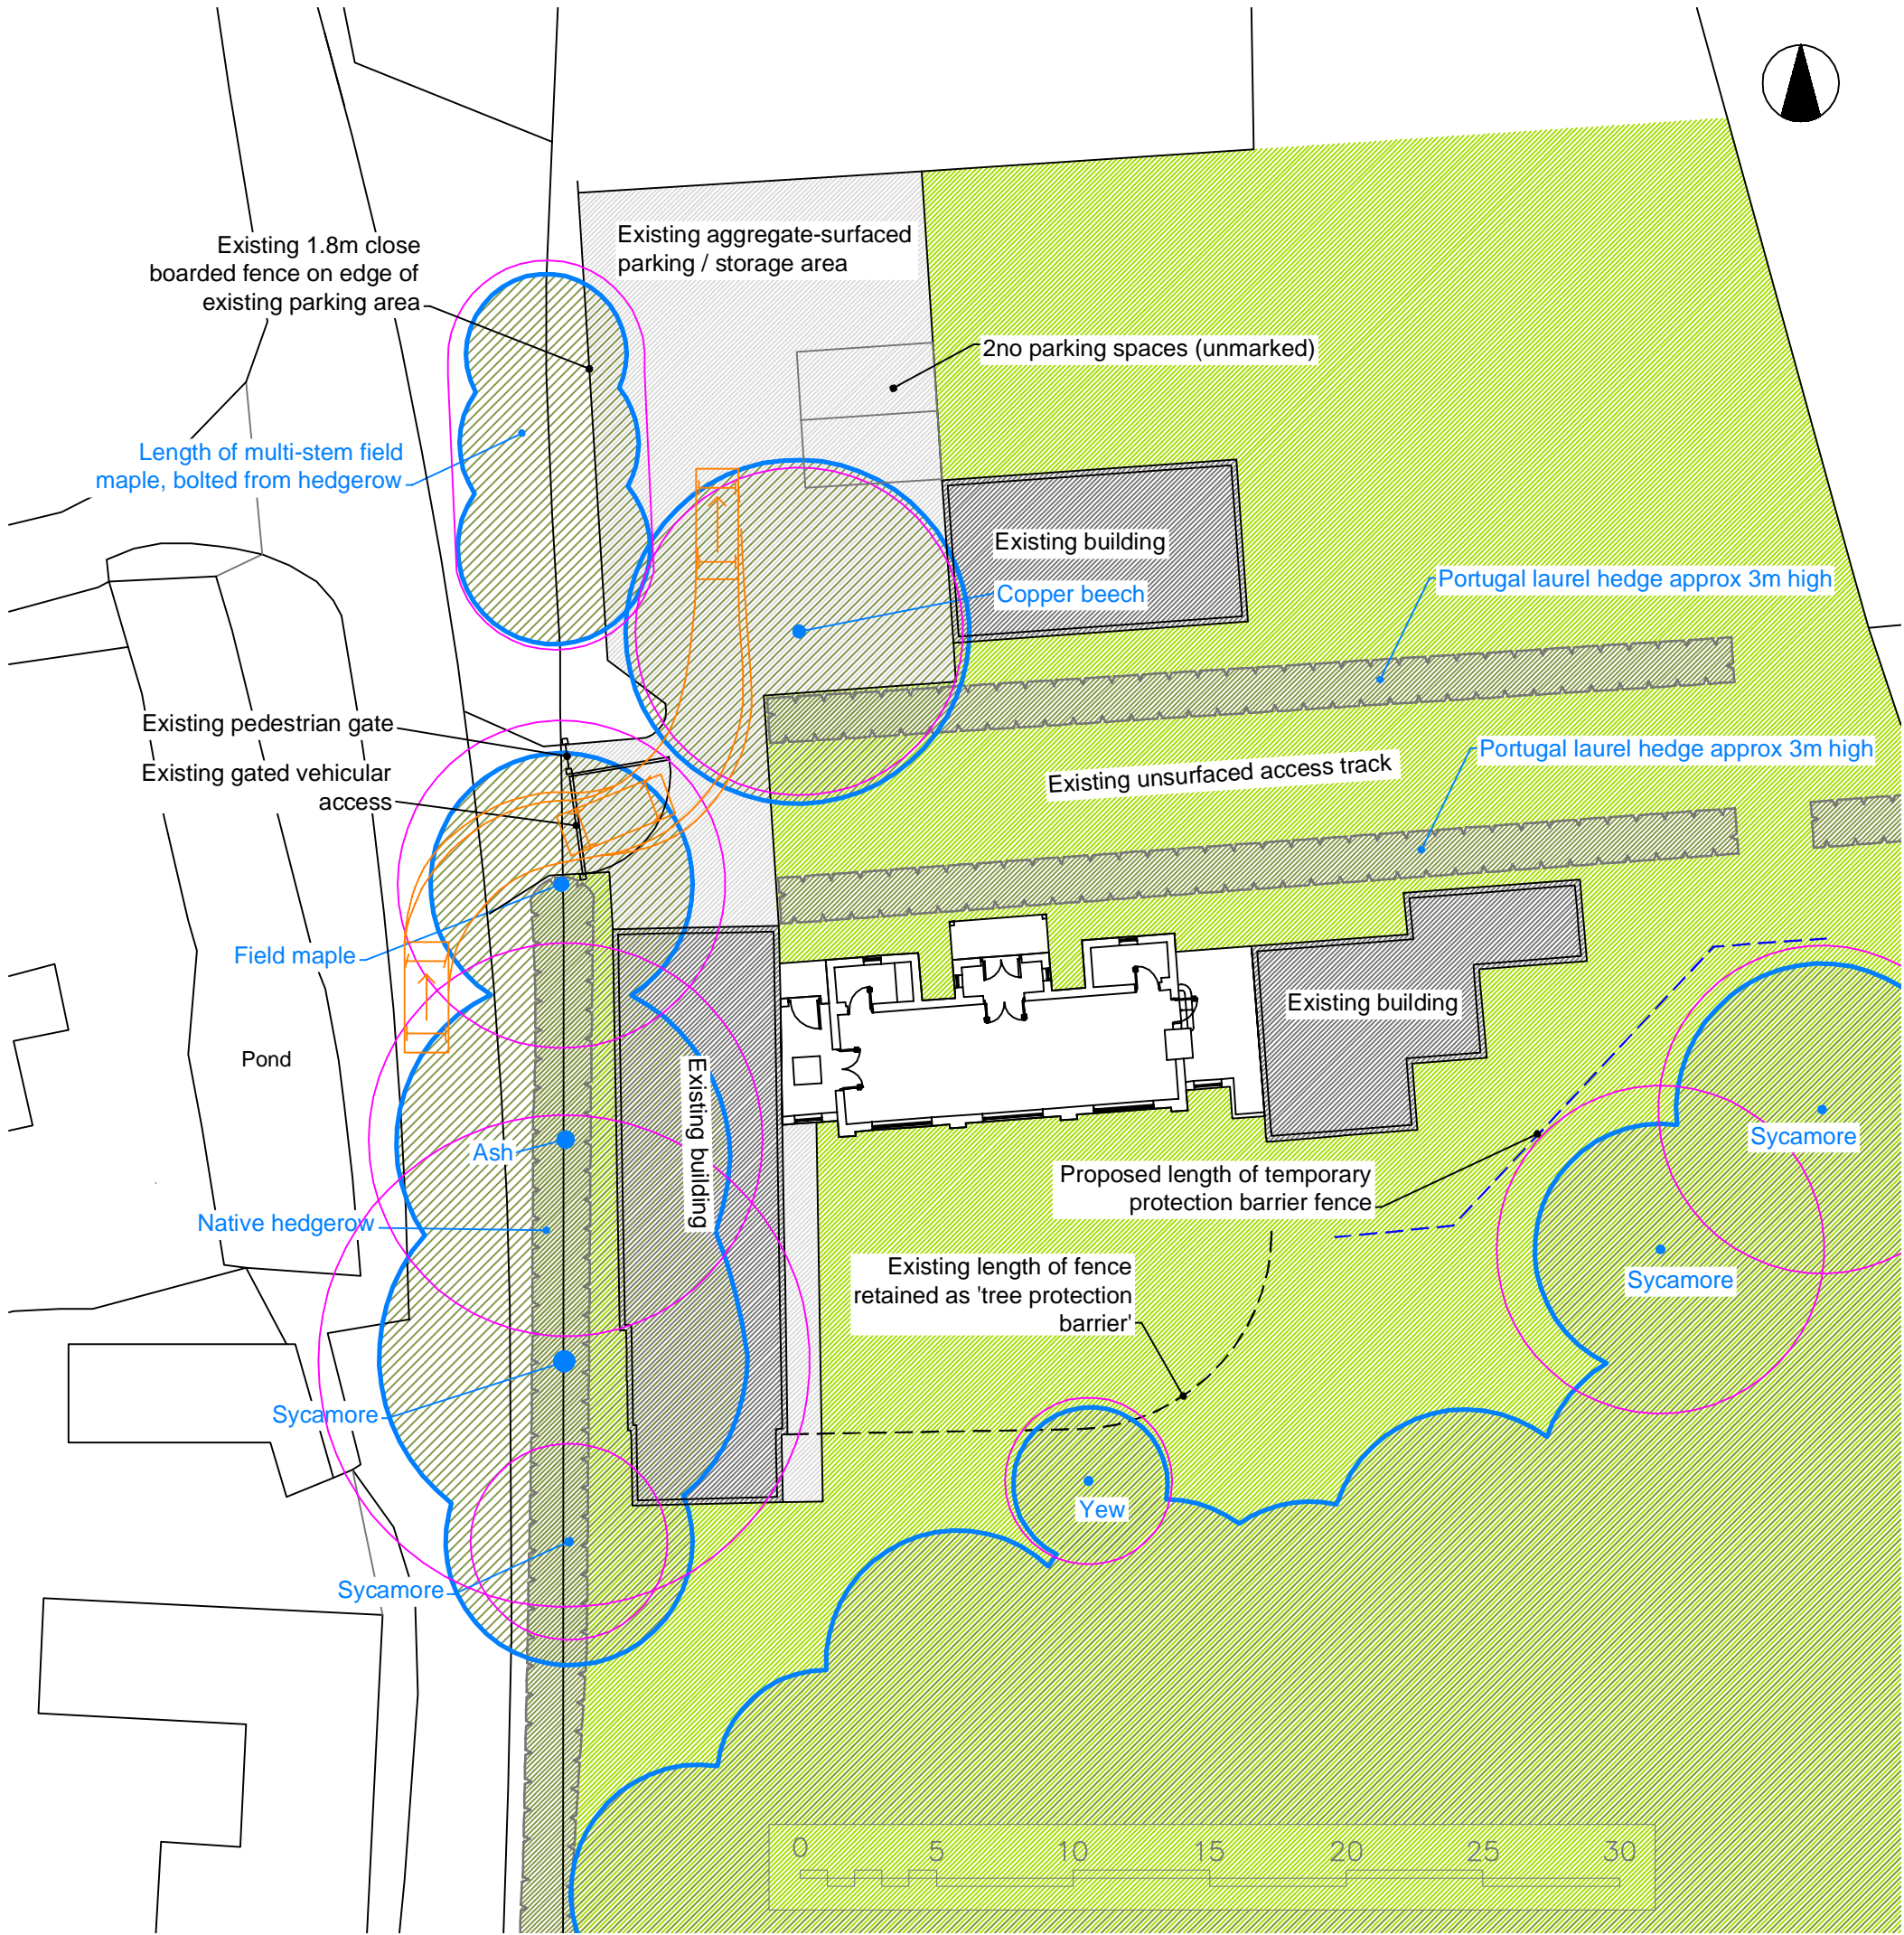 Existing 1.8m close
boarded fence on edge of
existing parking area
Existing aggregate-surfaced
parking / storage area
2no parking spaces (unmarked)
Length of multi-stem field
maple, bolted from hedgerow
Existing building
Copper beech
Portugal laurel hedge approx 3m high
Existing pedestrian gate
Existing gated vehicular
access
Existing unsurfaced access track
Portugal laurel hedge approx 3m high
Field maple
Existing building
Pond
Existing building
Ash
Sycamore
Native hedgerow
Proposed length of temporary
protection barrier fence
Existing length of fence
retained as 'tree protection
barrier'
Sycamore
Sycamore
Yew
Sycamore
0 5 10 15 20 25 30